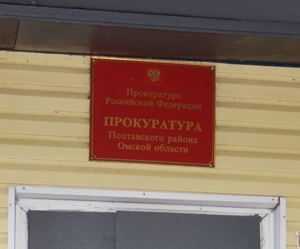 Прокуратура
Российской Федерации
ПРОКУРАТУРА
Полтавского района
Омской области